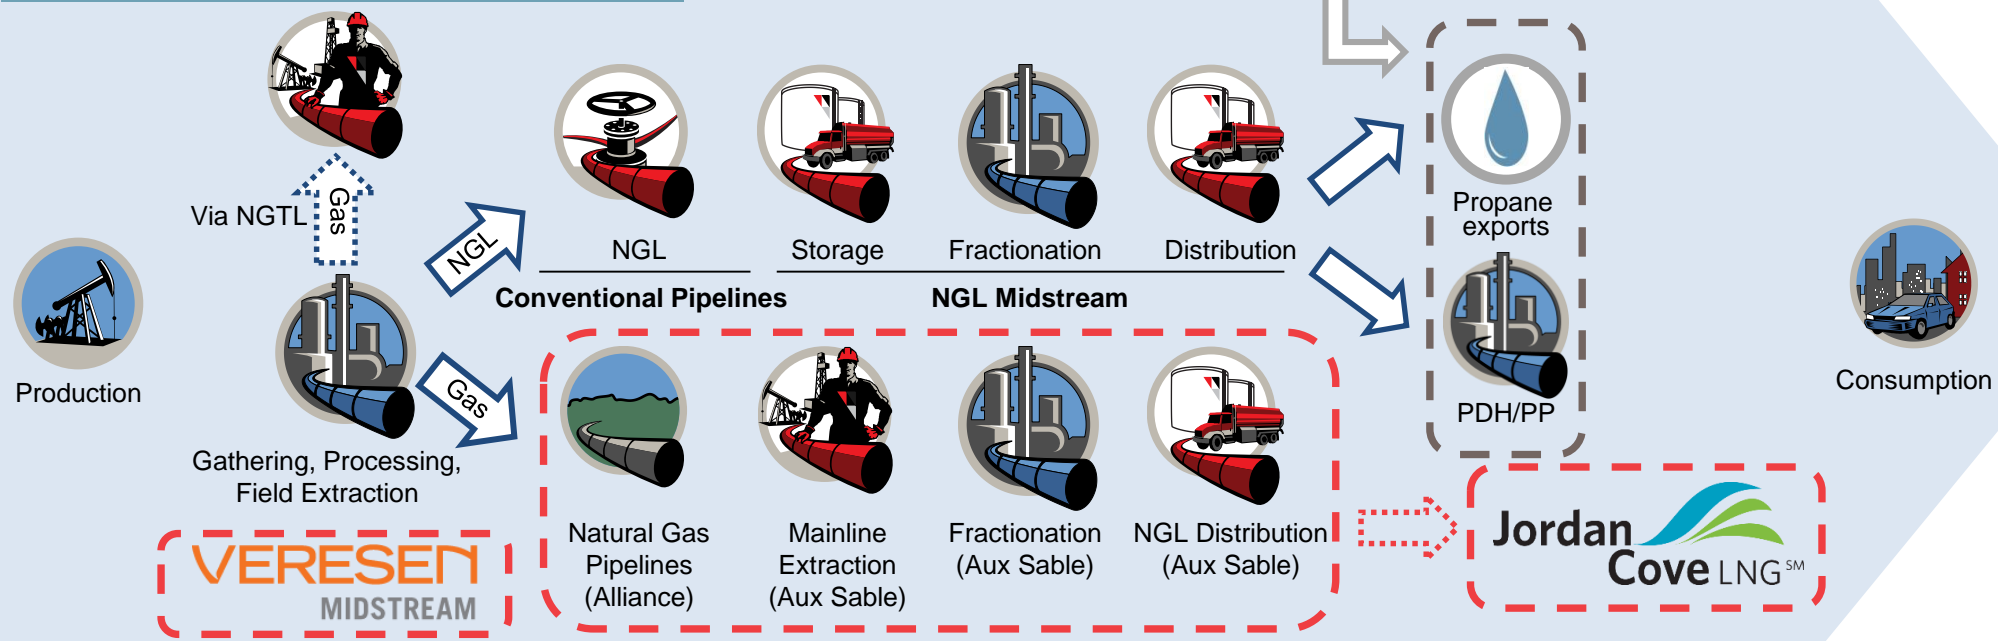 Via NGTL
Gas
NGL
Gas
Production
Gathering, Processing,
Field Extraction
VERESEN
MIDSTREAM
NGL
Storage
Fractionation
Distribution
Conventional Pipelines
NGL Midstream
Natural Gas
Pipelines
(Alliance)
Mainline
Extraction
(Aux Sable)
Fractionation
(Aux Sable)
NGL Distribution
(Aux Sable)
Propane
exports
PDH/PP
Jordan
Cove LNG SM
Consumption